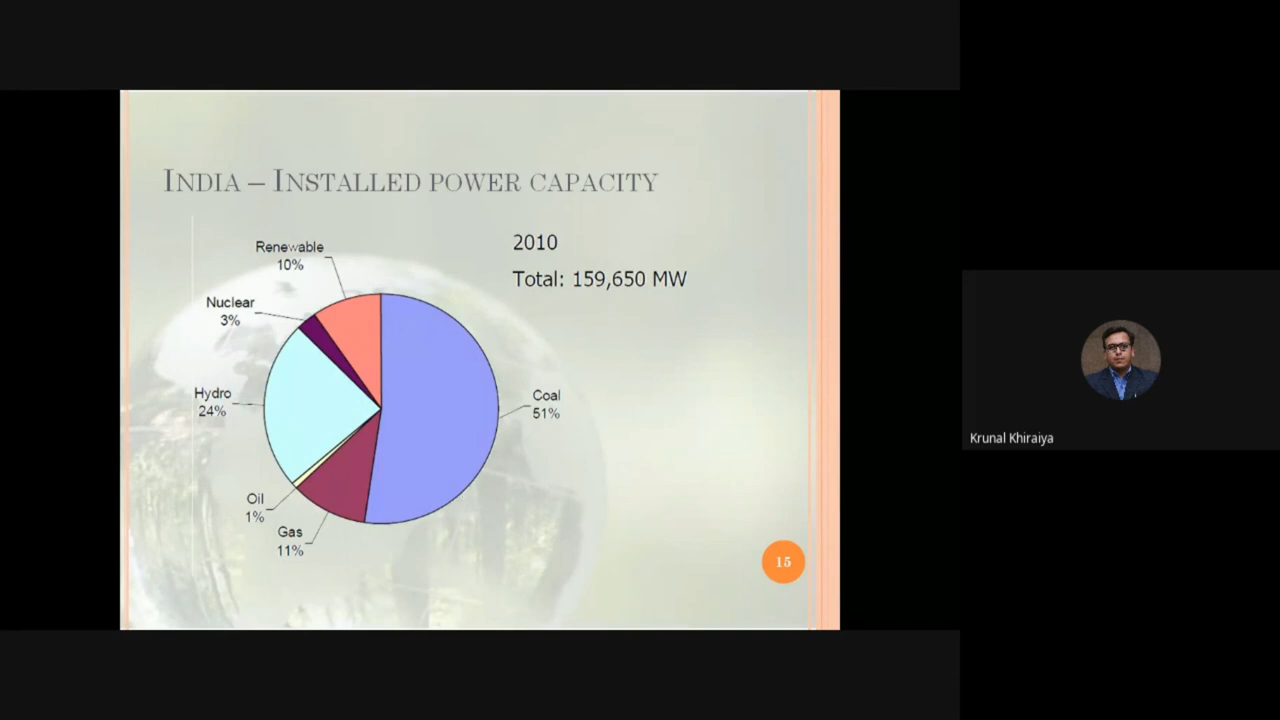 INDIA – INSTALLED POWER CAPACITY
2010
Total: 159,650 MW
Renewable
10%
Nuclear
3%
Hydro
24%
Coal
51%
Oil
1%
Gas
11%
15
Krunal Khiraiya